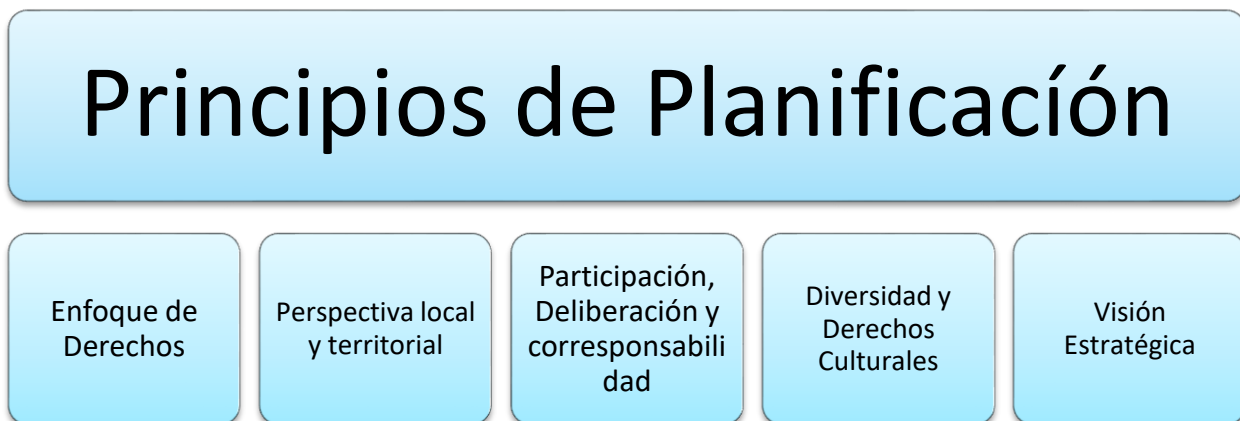 Principios de Planificacíón
Enfoque de
Derechos
Perspectiva local
y territorial
Participación,
Deliberación y
corresponsabili
dad
Diversidad y
Derechos
Culturales
Visión
Estratégica